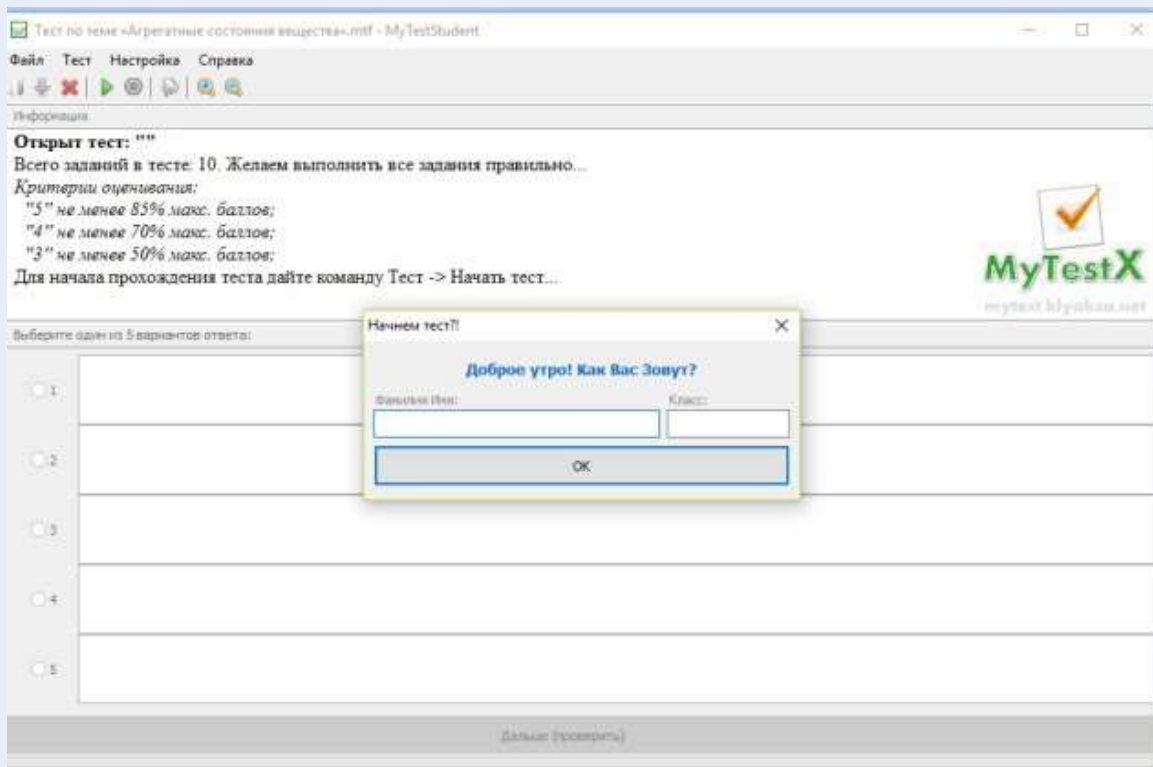 Тест по теме «Агрегатные состояния вещества».mtf - MyTestStudent
Файл Тест Настройка Справка
Информация
Открыт тест: ""
Всего заданий в тесте: 10. Желаем выполнить все задания правильно...
Критерии оценивания:
"5" не менее 85% макс. баллов;
"4" не менее 70% макс. баллов;
"3" не менее 50% макс. баллов;
Для начала прохождения теста дайте команду Тест -> Начать тест...
MyTestX
mytest.klyaksa.net
Выберите один из 5 вариантов ответа:
Начнем тест?!
Доброе утро! Как Вас Зовут?
Фамилия Имя: Класс:
OK
1
2
3
4
5
Дальше (проверить)